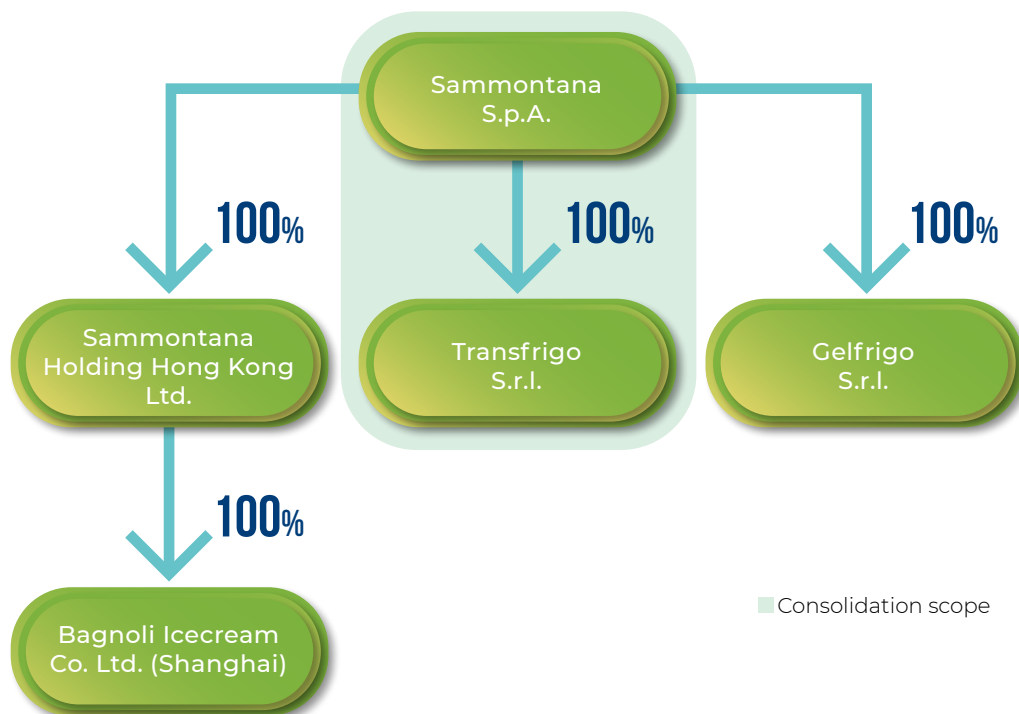 Sammontana
S.p.A.
100%
100%
100%
Sammontana
Holding Hong Kong
Ltd.
Transfrigo
S.r.l.
Gelfrigo
S.r.l.
100%
Bagnoli Icecream
Co. Ltd. (Shanghai)
Consolidation scope